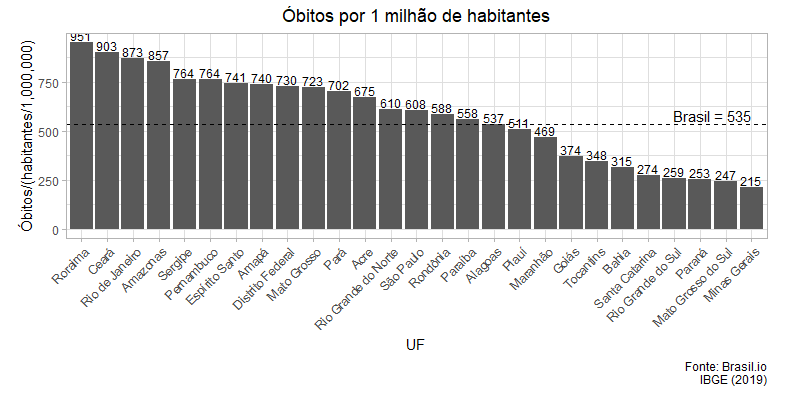 Óbitos por 1 milhão de habitantes
Óbitos/(habitantes/1,000,000)
750
500
250
0
951
903
873
857
764
764
741
740
730
723
702
675
610
608
588
558
537
511
469
374
348
315
274
259
253
247
215
Brasil = 535
Roraima
Ceará
Rio de Janeiro
Amazonas
Sergipe
Pernambuco
Espírito Santo
Amapá
Distrito Federal
Mato Grosso
Pará
Acre
Rio Grande do Norte
São Paulo
Rondônia
Paraíba
Alagoas
Piauí
Maranhão
Goiás
Tocantins
Bahia
Santa Catarina
Rio Grande do Sul
Paraná
Mato Grosso do Sul
Minas Gerais
UF
Fonte: Brasil.io
IBGE (2019)